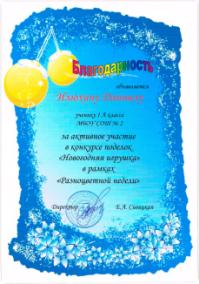 Благодарность
объявляется
ученику 1 А класса
МБОУ СОШ № 2
за активное участие
в конкурсе поделок
«Новогодняя игрушка»
в рамках
«Разноцветной недели»
Директор Е.А. Сивицкая